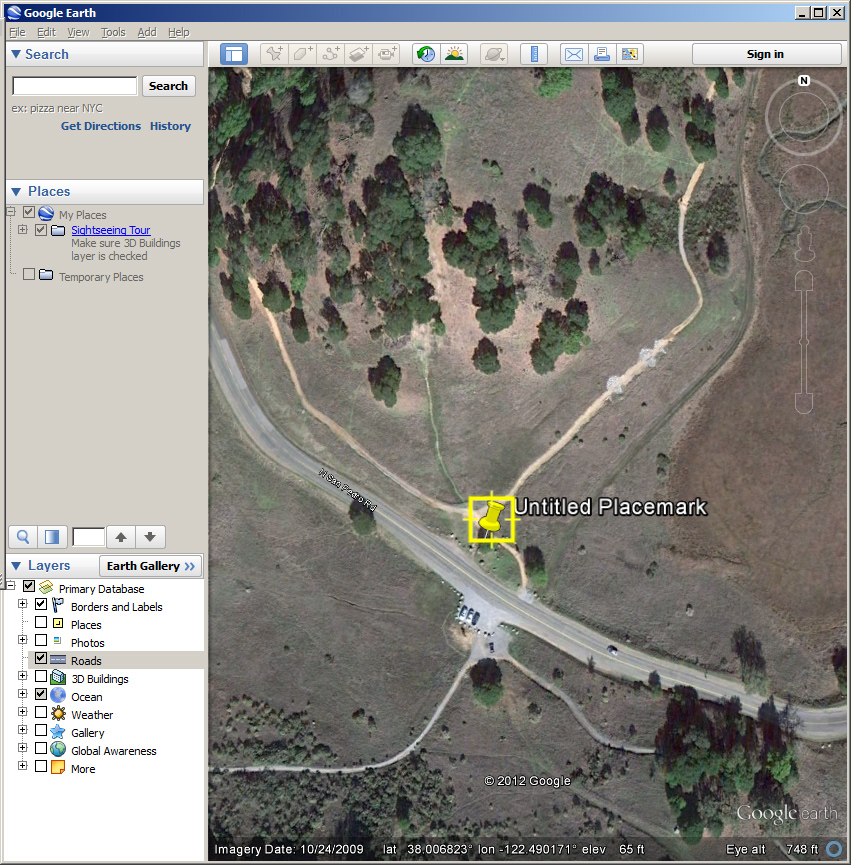 Google Earth
File Edit View Tools Add Help
Search
Search
ex: pizza near NYC
Get Directions History
Places
My Places
Sightseeing Tour
Make sure 3D Buildings
layer is checked
Temporary Places
Layers
Earth Gallery >>
Primary Database
Borders and Labels
Places
Photos
Roads
3D Buildings
Ocean
Weather
Gallery
Global Awareness
More
Sign in
N
N San Pedro Rd
Untitled Placemark
© 2012 Google
Google earth
Imagery Date: 10/24/2009 lat 38.006823° lon -122.490171° elev 65 ft Eye alt 748 ft